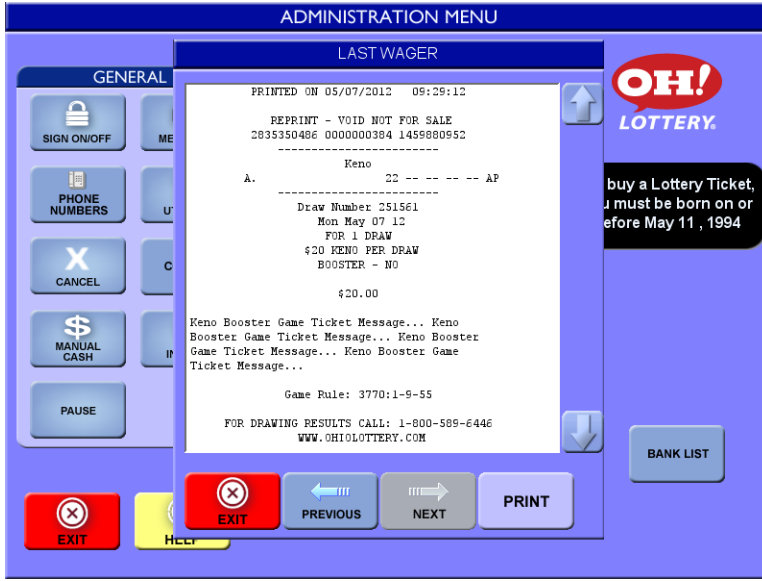 ADMINISTRATION MENU
LAST WAGER
GENERAL
SIGN ON/OFF
PHONE
NUMBERS
CANCEL
MANUAL
CASH
PAUSE
PRINTED ON 05/07/2012 09:29:12
REPRINT - VOID NOT FOR SALE
2835350486 0000000384 1459880952
------------------------
Keno
A. 22 -- -- -- -- AP
------------------------
Draw Number 251561
Mon May 07 12
FOR 1 DRAW
$20 KENO PER DRAW
BOOSTER - NO
$20.00
Keno Booster Game Ticket Message... Keno
Booster Game Ticket Message... Keno Booster
Game Ticket Message... Keno Booster Game
Ticket Message...
Game Rule: 3770:1-9-55
FOR DRAWING RESULTS CALL: 1-800-589-6446
WWW.OHIOLOTTERY.COM
EXIT
PREVIOUS
NEXT
PRINT
OH!
LOTTERY.
buy a Lottery Ticket,
must be born on or
May 11 , 1994
BANK LIST
EXIT
HELP